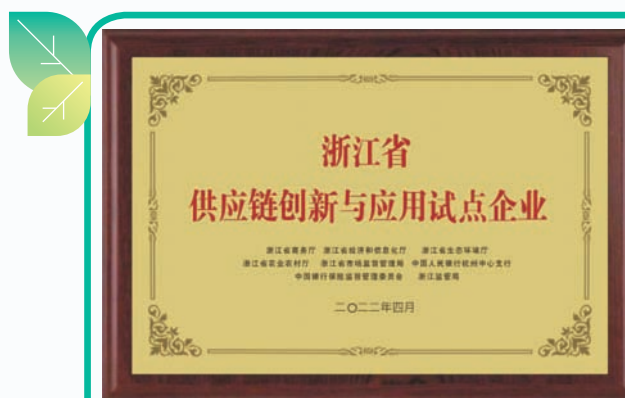 浙江省
供应链创新与应用试点企业
浙江省商务厅 浙江省经济和信息化厅 浙江省生态环境厅
浙江省农业农村厅 浙江省市场监督管理局 中国人民银行杭州中心支行
中国银行保险监督管理委员会 浙江监管局
二〇二二年四月